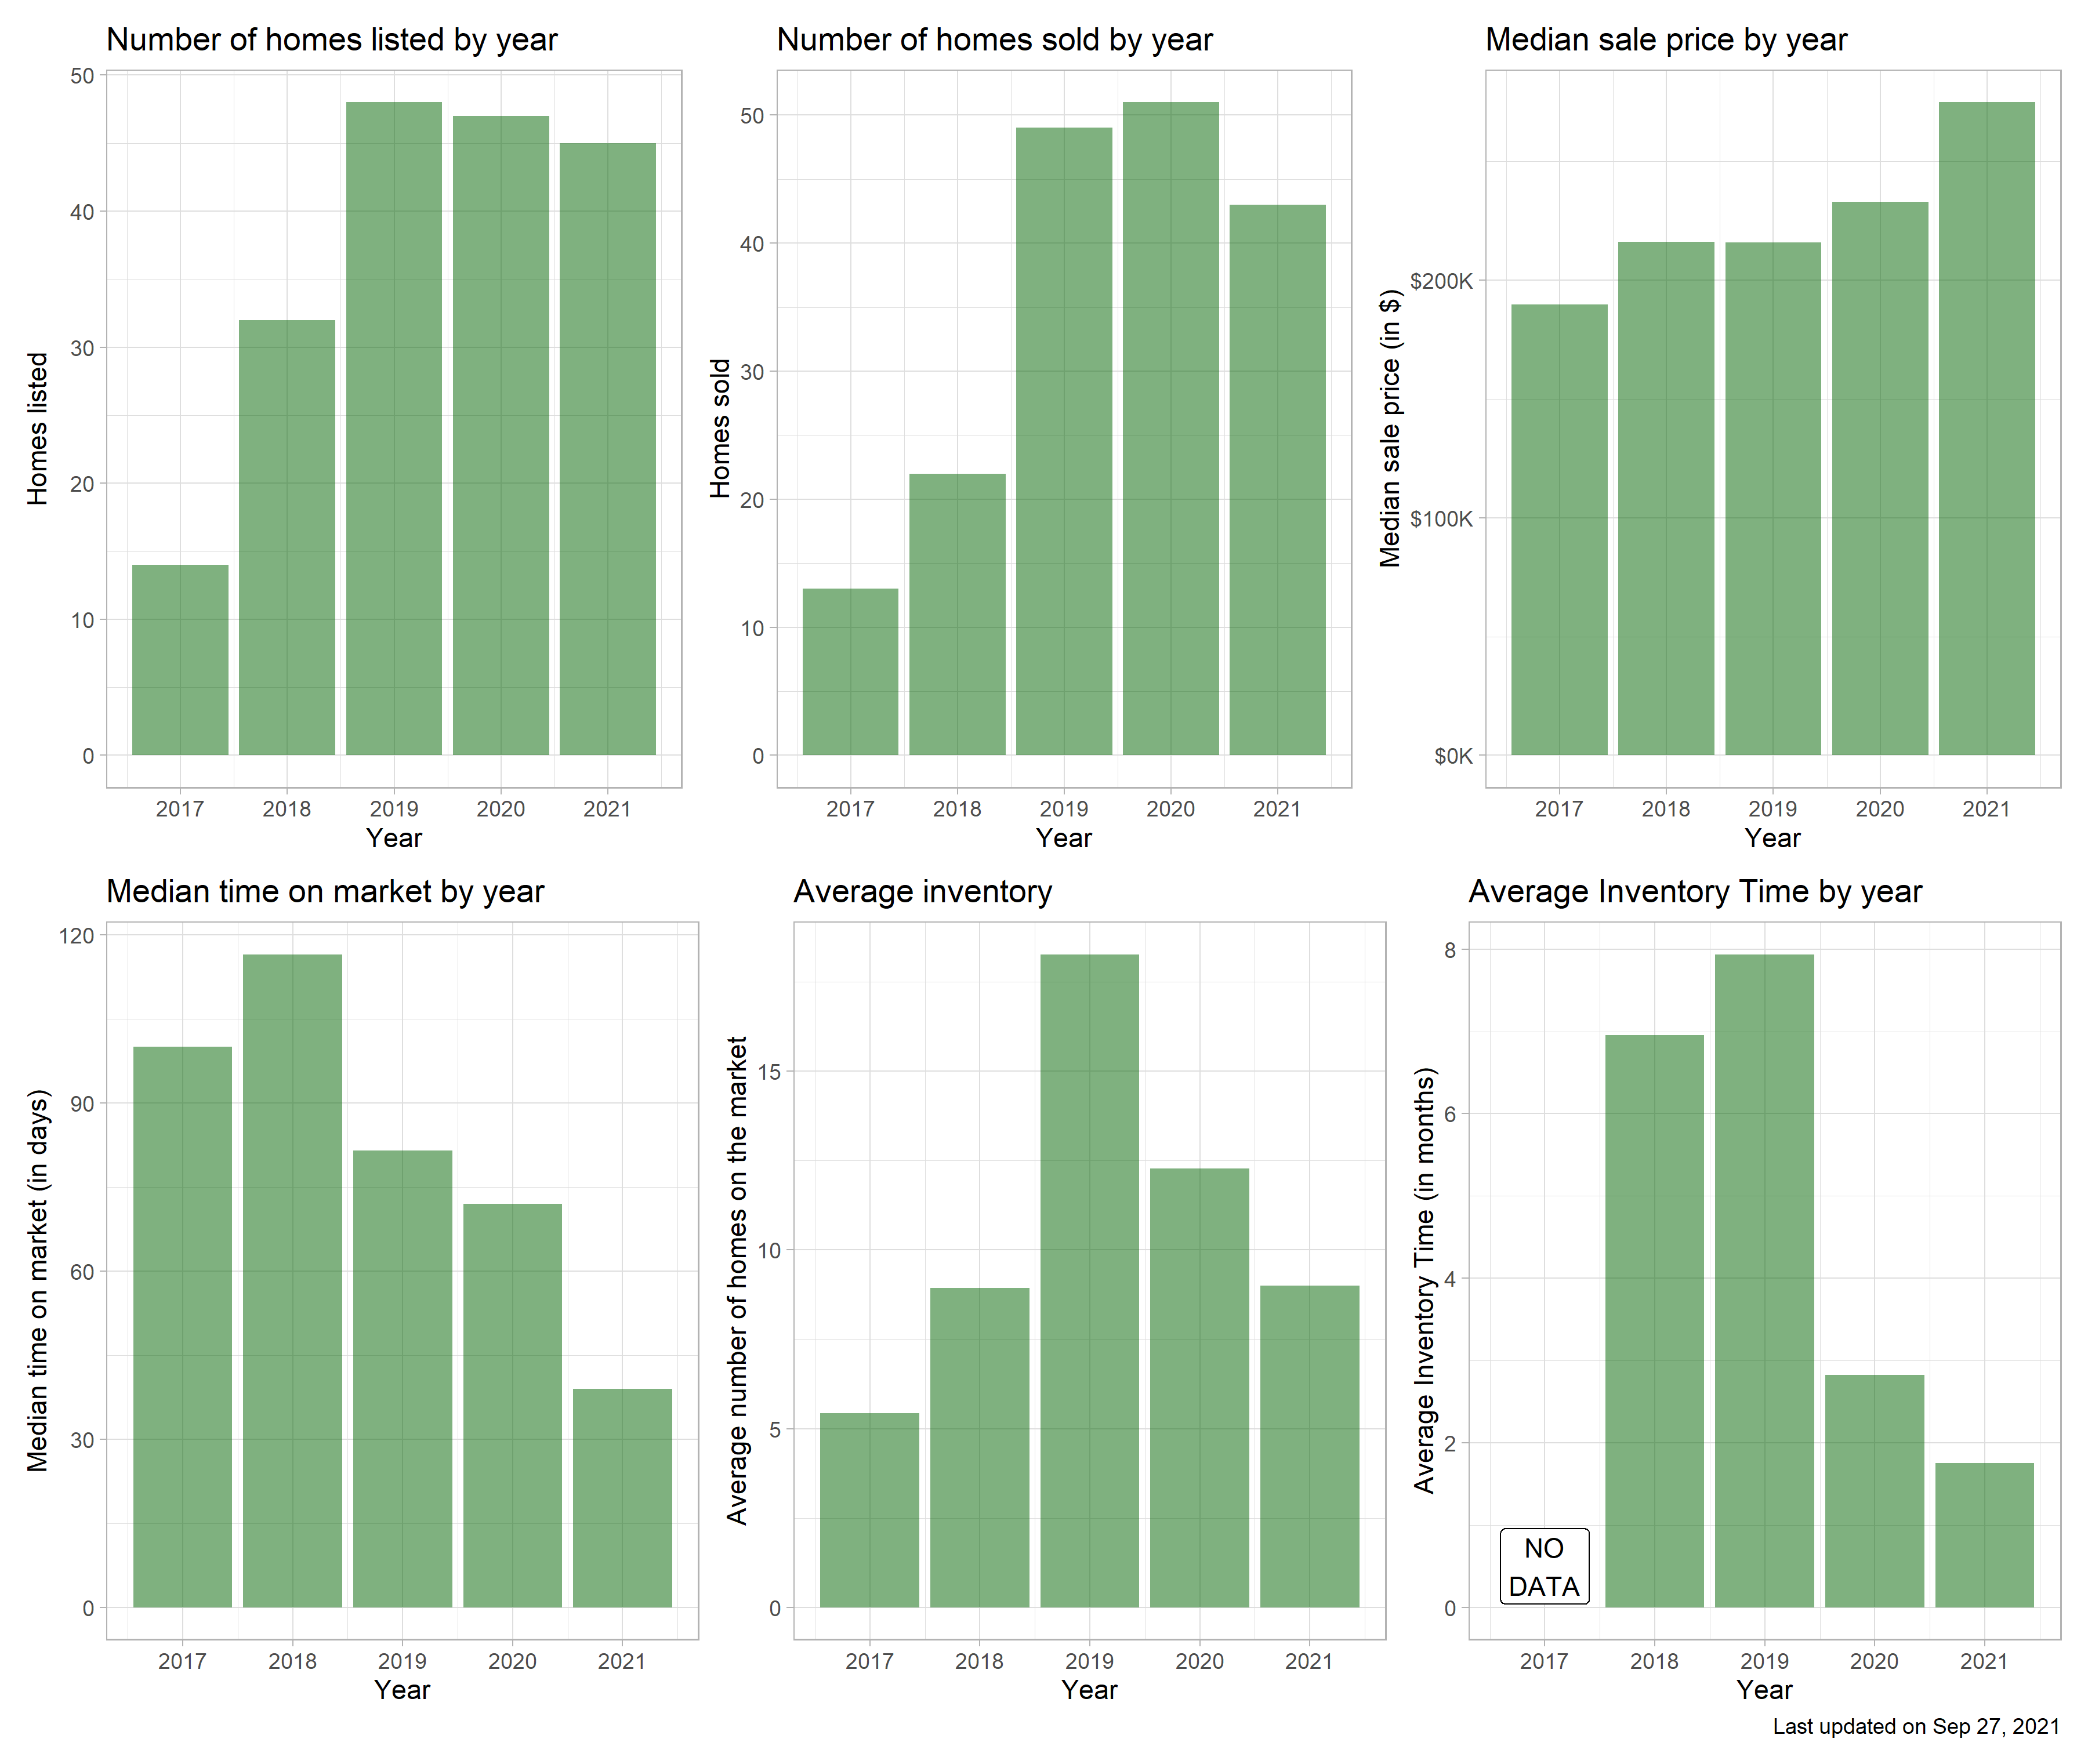 Number of homes listed by year
Homes listed
50
40
30
20
10
0
2017 2018 2019 2020 2021
Year
Number of homes sold by year
Homes sold
50
40
30
20
10
0
2017 2018 2019 2020 2021
Year
Median sale price by year
Median sale price (in $)
$200K
$100K
$0K
2017 2018 2019 2020 2021
Year
Median time on market by year
Median time on market (in days)
120
90
60
30
0
2017 2018 2019 2020 2021
Year
Average inventory
Average number of homes on the market
15
10
5
0
2017 2018 2019 2020 2021
Year
Average Inventory Time by year
Average Inventory Time (in months)
8
6
4
2
0
NO
DATA
2017 2018 2019 2020 2021
Year
Last updated on Sep 27, 2021